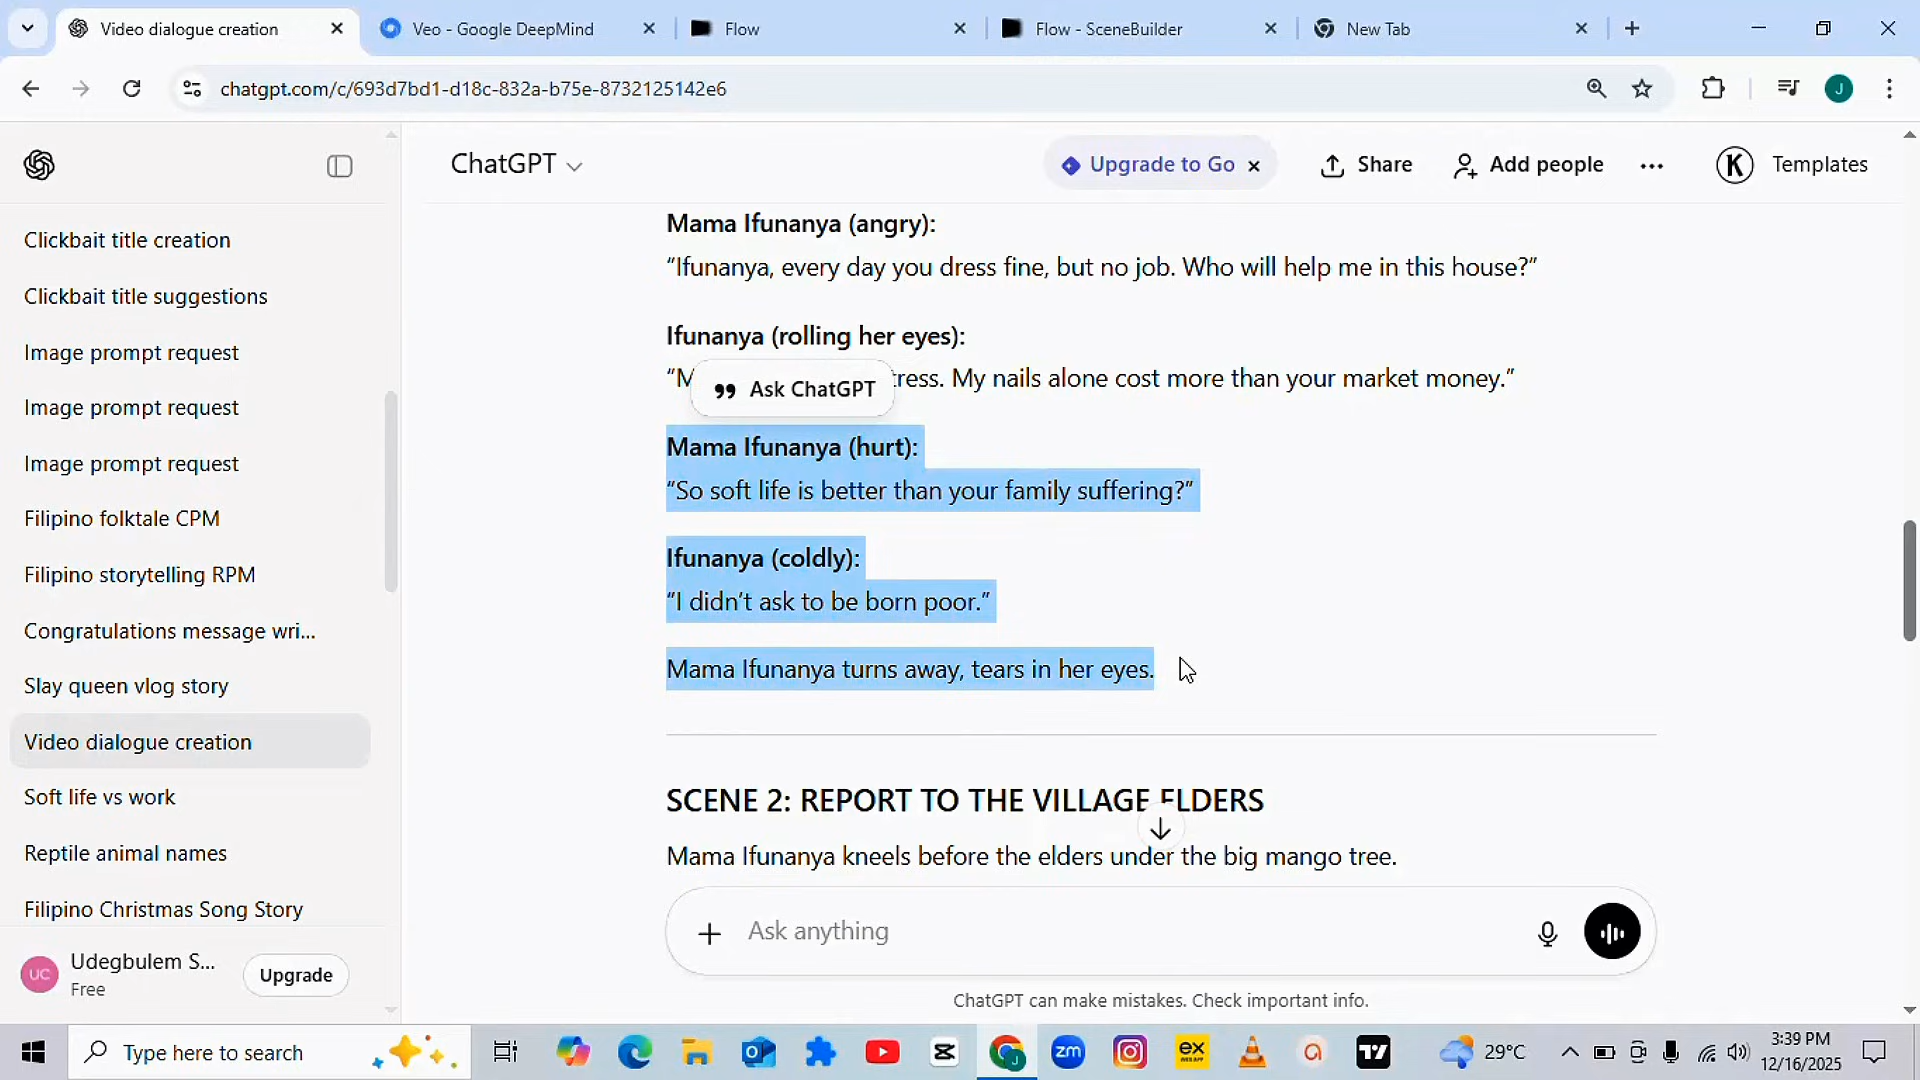 Video dialogue creation
Veo - Google DeepMind
Flow
Flow - SceneBuilder
New Tab
chatgpt.com/c/693d7bd1-d18c-832a-b75e-8732125142e6
J
ChatGPT
Upgrade to Go
Share
Add people
K
Templates
Clickbait title creation
Clickbait title suggestions
Image prompt request
Image prompt request
Image prompt request
Filipino folktale CPM
Filipino storytelling RPM
Congratulations message wri...
Slay queen vlog story
Video dialogue creation
Soft life vs work
Reptile animal names
Filipino Christmas Song Story
UC
Udegbulem S...
Free
Upgrade
Mama Ifunanya (angry):
“Ifunanya, every day you dress fine, but no job. Who will help me in this house?”
Ifunanya (rolling her eyes):
My nails alone cost more than your market money.”
Ask ChatGPT
Mama Ifunanya (hurt):
“So soft life is better than your family suffering?”
Ifunanya (coldly):
“I didn’t ask to be born poor.”
Mama Ifunanya turns away, tears in her eyes.
SCENE 2: REPORT TO THE VILLAGE ELDERS
Mama Ifunanya kneels before the elders under the big mango tree.
Ask anything
ChatGPT can make mistakes. Check important info.
Type here to search
zm
ex
29°C
3:39 PM
12/16/2025